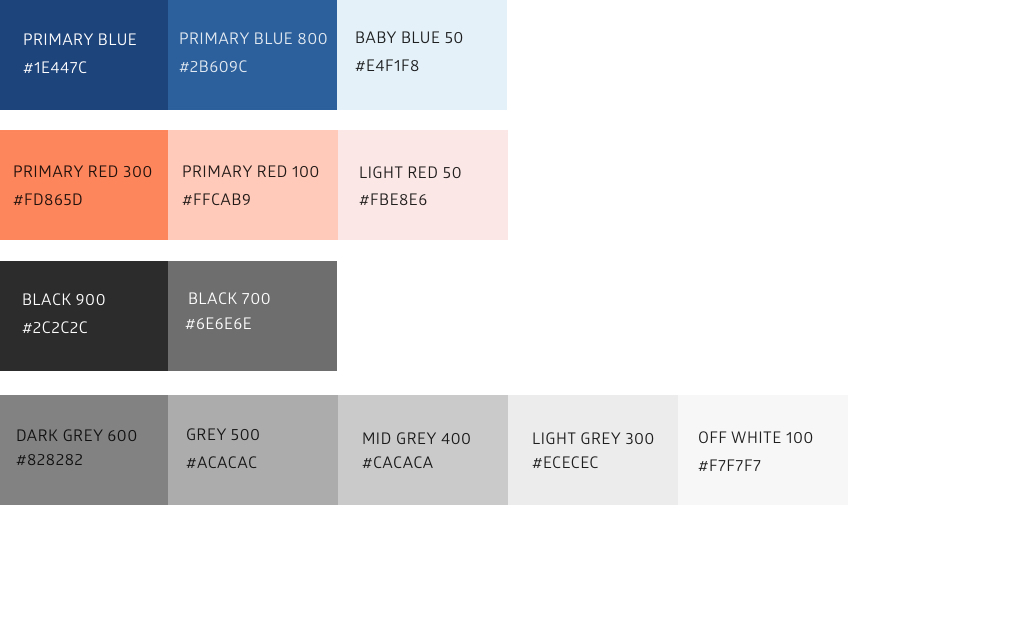 PRIMARY BLUE
#1E447C
PRIMARY BLUE 800
#2B609C
BABY BLUE 50
#E4F1F8
PRIMARY RED 300
#FD865D
PRIMARY RED 100
#FFCAB9
LIGHT RED 50
#FBE8E6
BLACK 900
#2C2C2C
BLACK 700
#6E6E6E
DARK GREY 600
#828282
GREY 500
#ACACAC
MID GREY 400
#CACACA
LIGHT GREY 300
#ECECEC
OFF WHITE 100
#F7F7F7